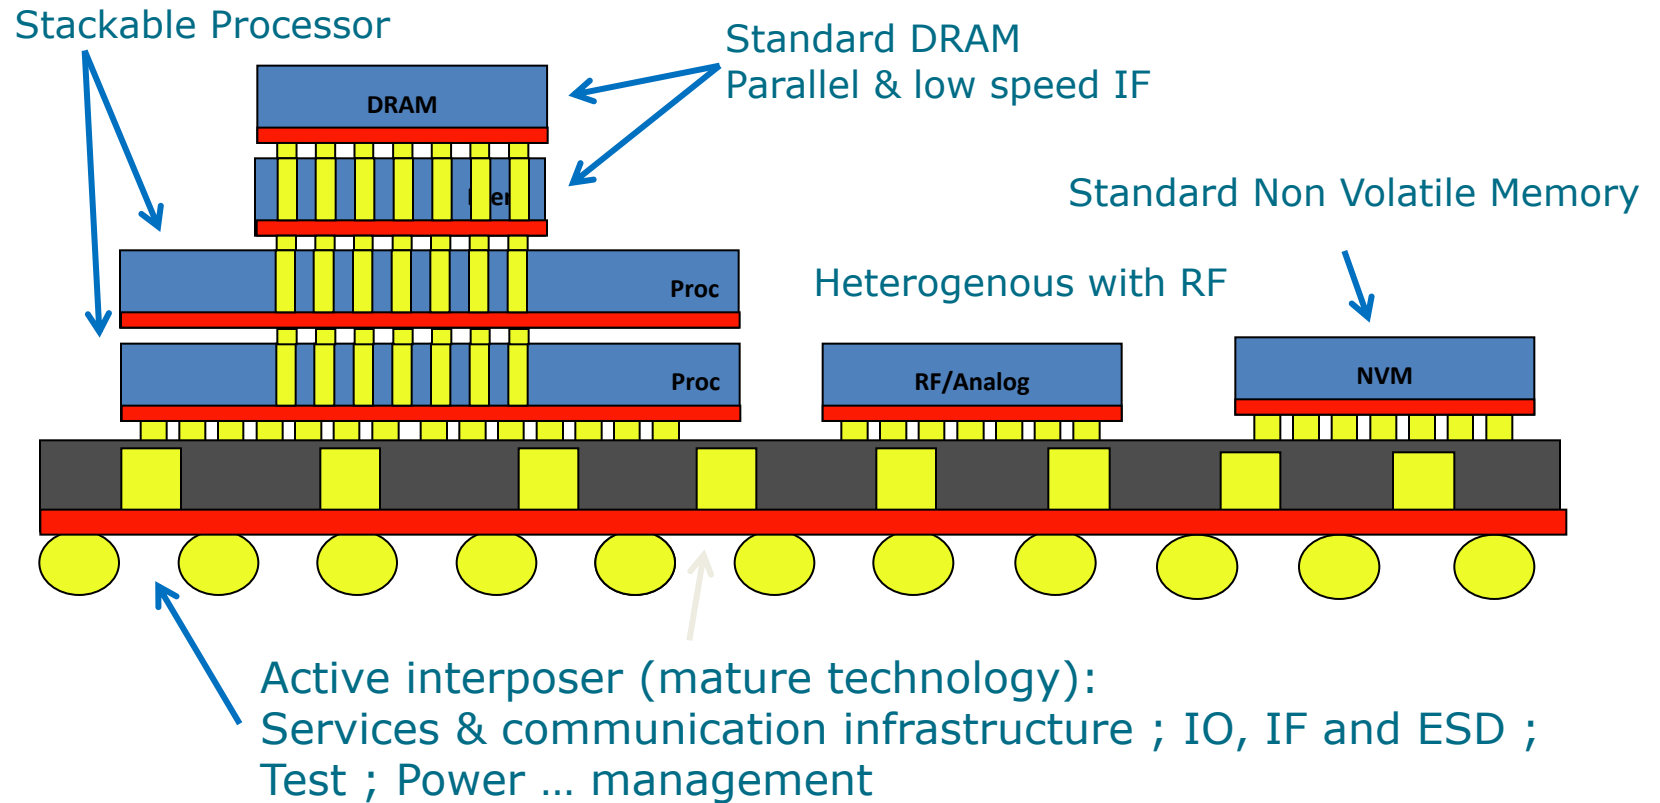 Stackable Processor
Standard DRAM
Parallel & low speed IF
DRAM
Standard Non Volatile Memory
Heterogenous with RF
Proc
Proc
RF/Analog
NVM
Active interposer (mature technology):
Services & communication infrastructure ; IO, IF and ESD ;
Test ; Power … management